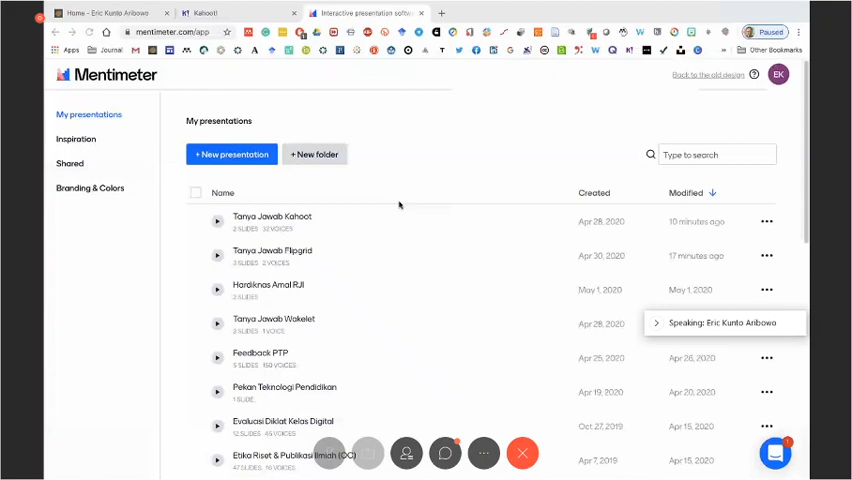 Home – Eric Kunto Aribowo
Kahoot!
Interactive presentation softw
mentimeter.com/app
Paused
Apps
Journal
Other Bookmarks
Mentimeter
Back to the old design
EK
My presentations
Inspiration
Shared
Branding & Colors
My presentations
+ New presentation
+ New folder
Type to search
Name
Created
Modified
Tanya Jawab Kahoot
2 SLIDES 32 VOICES
Apr 28, 2020
10 minutes ago
Tanya Jawab Flipgrid
3 SLIDES 2 VOICES
Apr 30, 2020
17 minutes ago
Hardiknas Amal RJI
2 SLIDES
May 1, 2020
May 1, 2020
Tanya Jawab Wakelet
2 SLIDES 1 VOICE
Apr 28, 2020
Speaking: Eric Kunto Aribowo
Feedback PTP
5 SLIDES 150 VOICES
Apr 25, 2020
Apr 26, 2020
Pekan Teknologi Pendidikan
1 SLIDE
Apr 19, 2020
Apr 20, 2020
Evaluasi Diklat Kelas Digital
12 SLIDES 45 VOICES
Oct 27, 2019
Apr 15, 2020
Etika Riset & Publikasi Ilmiah (OC)
47 SLIDES 16 VOICES
Apr 7, 2019
Apr 15, 2020
1